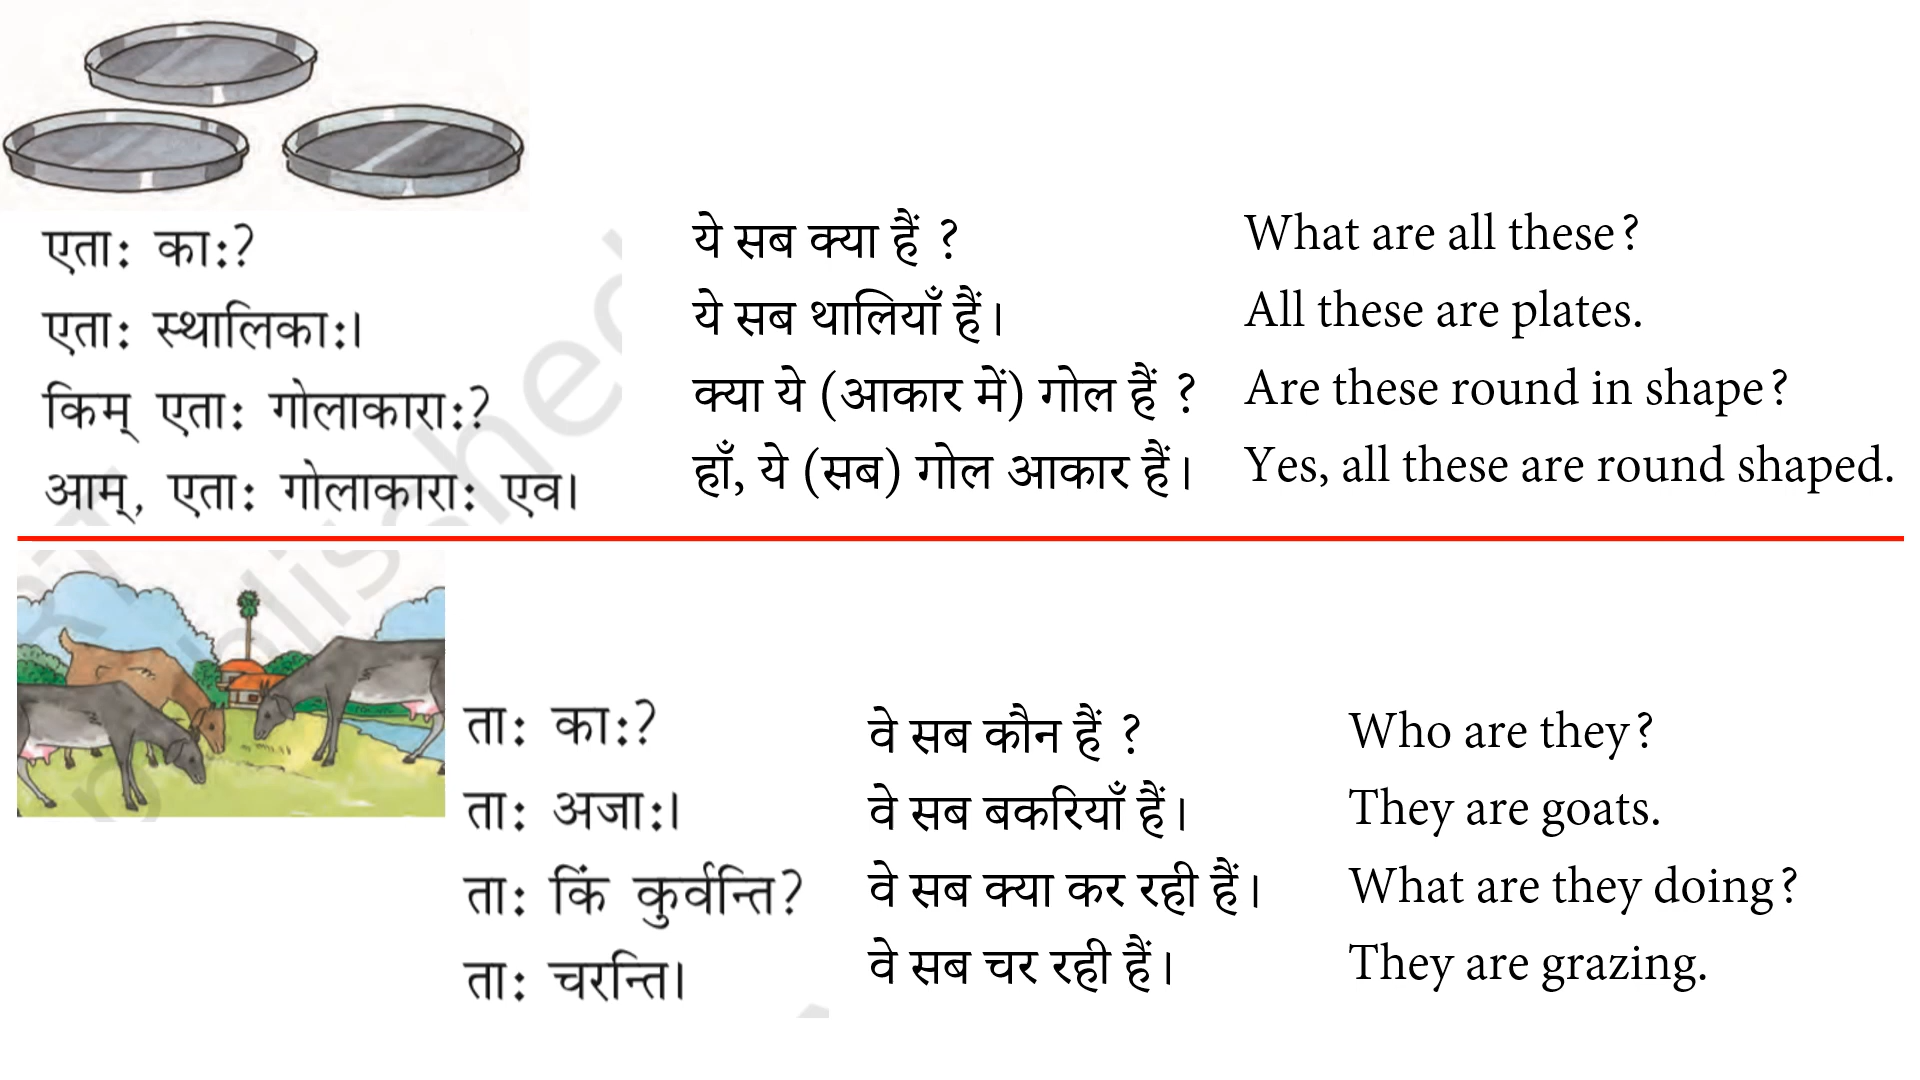 एताः काः?
एताः स्थालिकाः।
किम् एताः गोलाकाराः?
आम्, एताः गोलाकाराः एव।
ये सब क्या हैं ?
ये सब थालियाँ हैं।
क्या ये (आकार में) गोल हैं ?
हाँ, ये (सब) गोल आकार हैं।
What are all these?
All these are plates.
Are these round in shape?
Yes, all these are round shaped.
ताः काः?
ताः अजाः।
ताः किं कुर्वन्ति?
ताः चरन्ति।
वे सब कौन हैं ?
वे सब बकरियाँ हैं।
वे सब क्या कर रही हैं।
वे सब चर रही हैं।
Who are they?
They are goats.
What are they doing?
They are grazing.